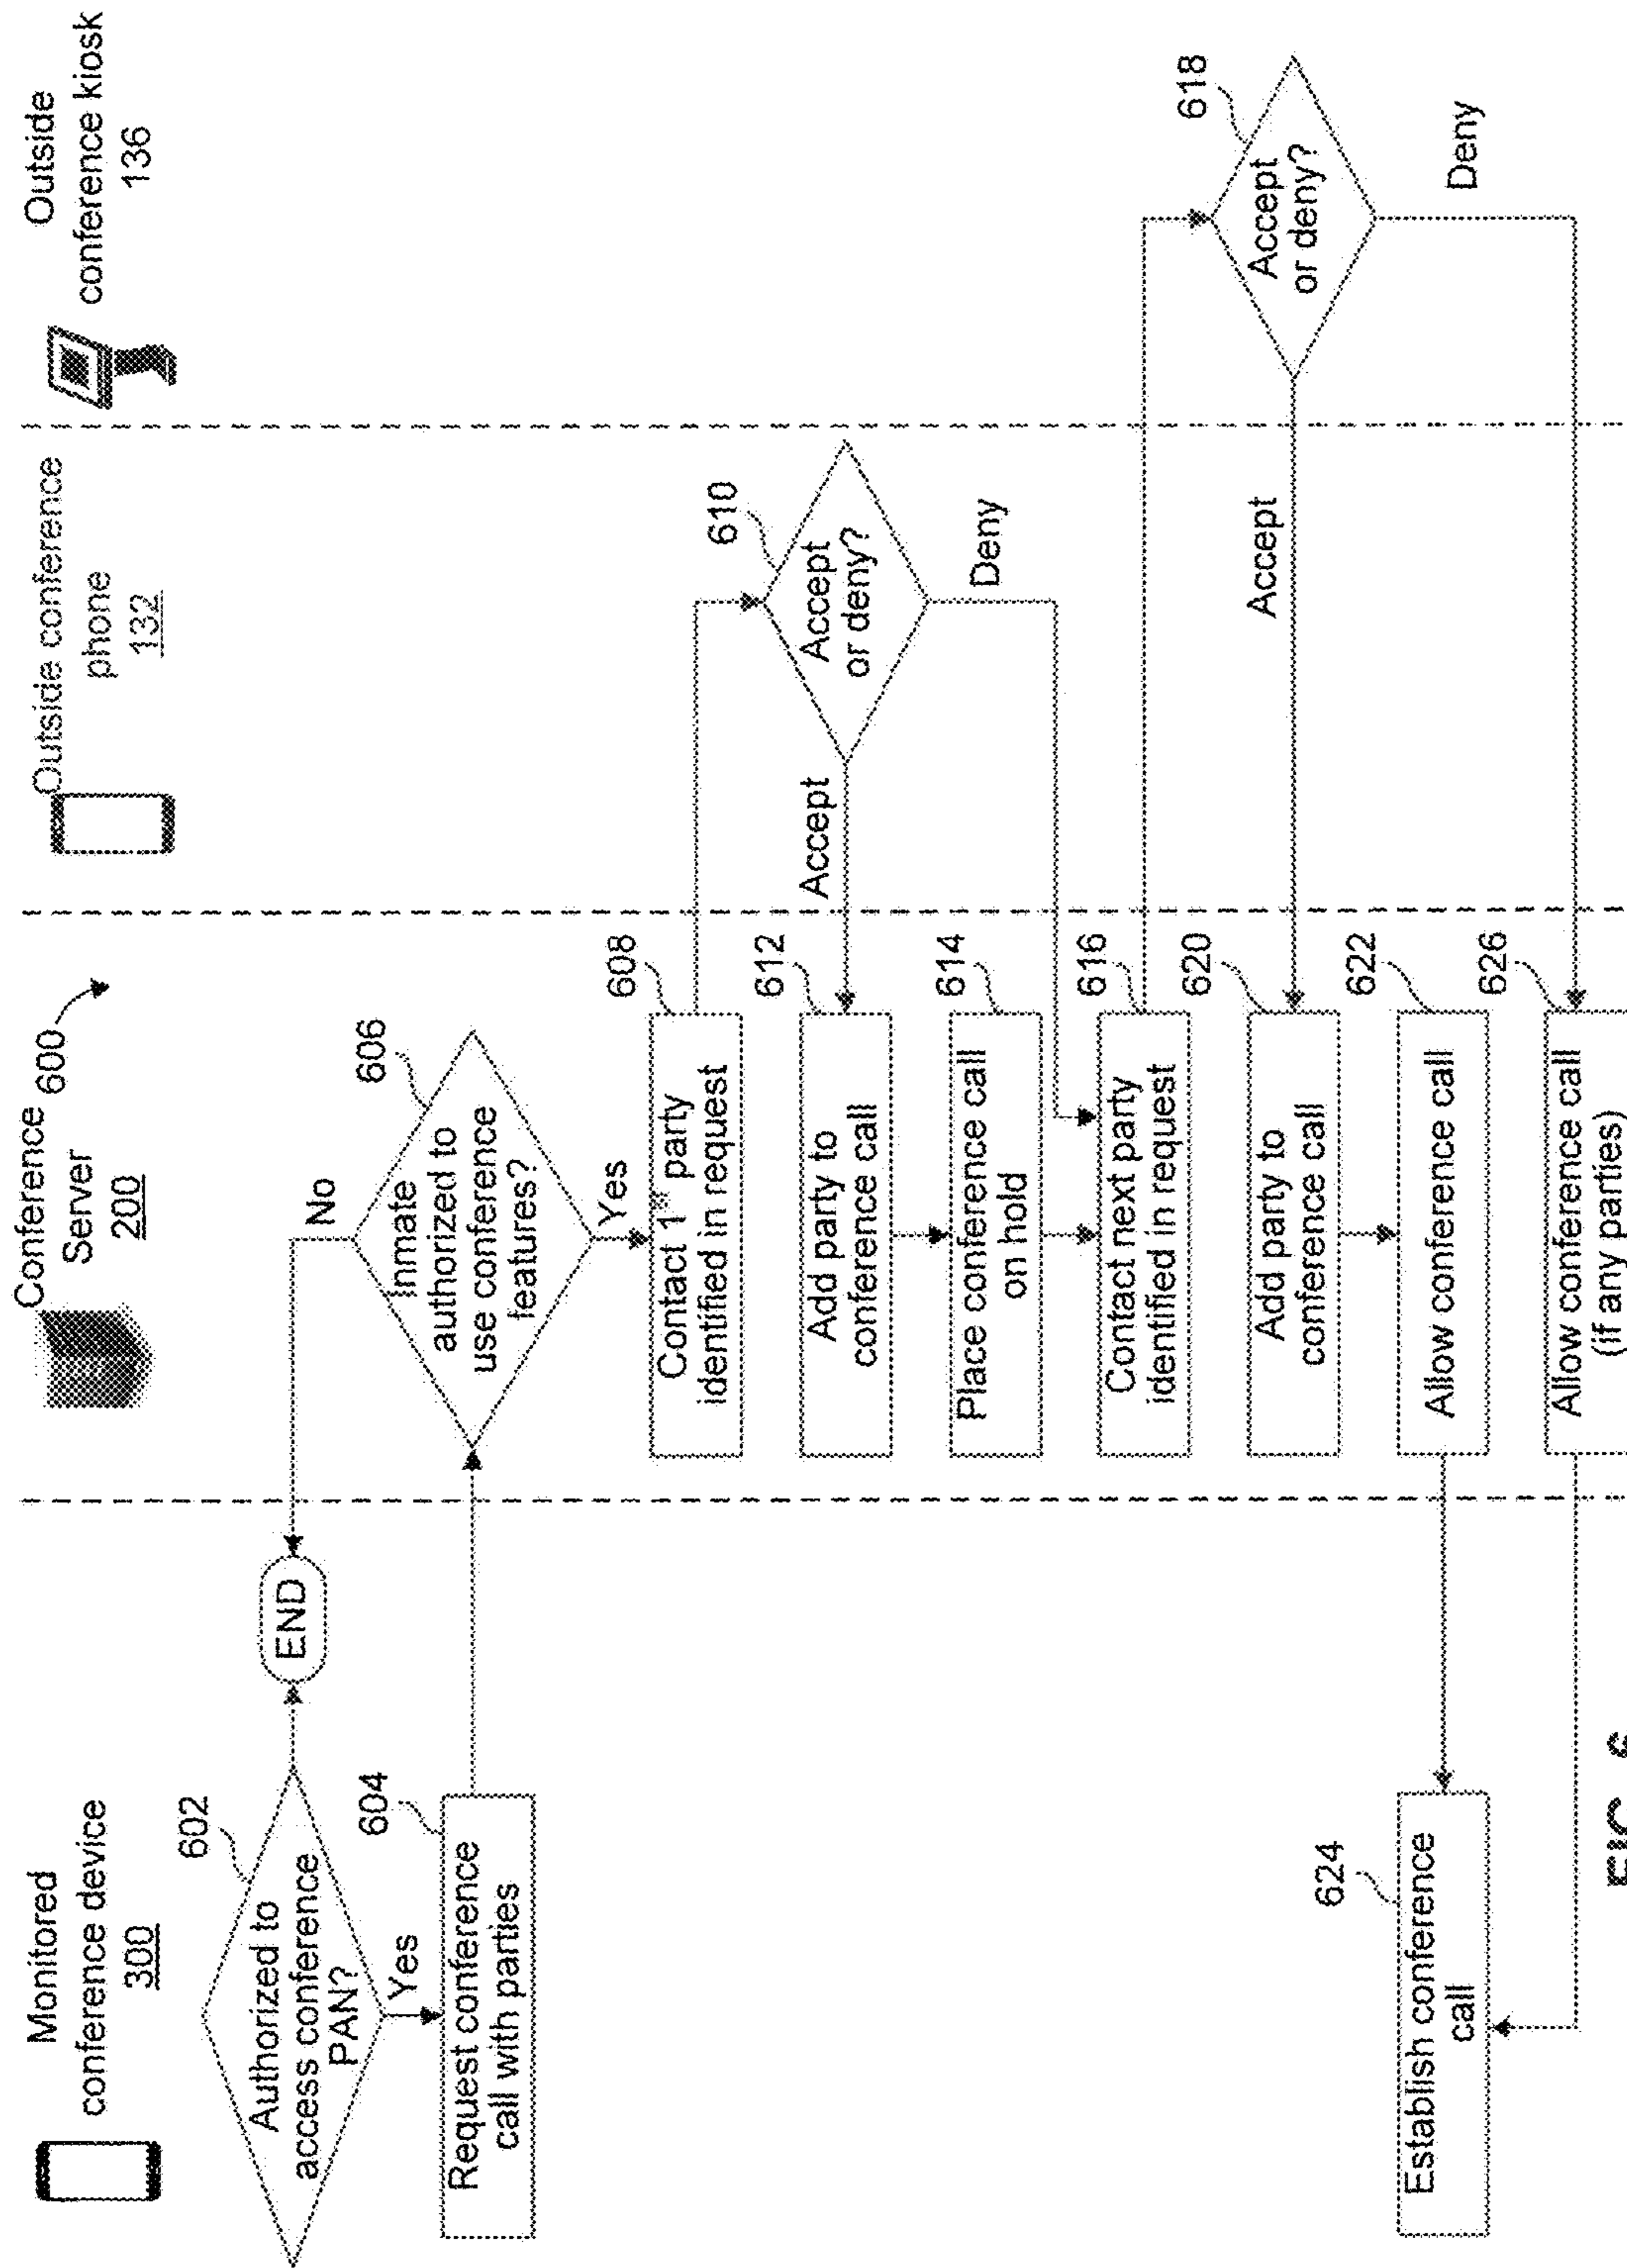 Monitored
conference device
300
Conference
Server
200
600
Outside conference
phone
132
Outside
conference kiosk
136
602
Authorized to
access conference
PAN?
END
Yes
604
Request conference
call with parties
No
606
Inmate
authorized to
use conference
features?
Yes
608
Contact 1st party
identified in request
610
Accept
or deny?
Accept
Deny
612
Add party to
conference call
614
Place conference call
on hold
616
Contact next party
identified in request
618
Accept
or deny?
Accept
Deny
620
Add party to
conference call
622
Allow conference call
624
Establish conference
call
626
Allow conference call
(if any parties)
FIG. 6